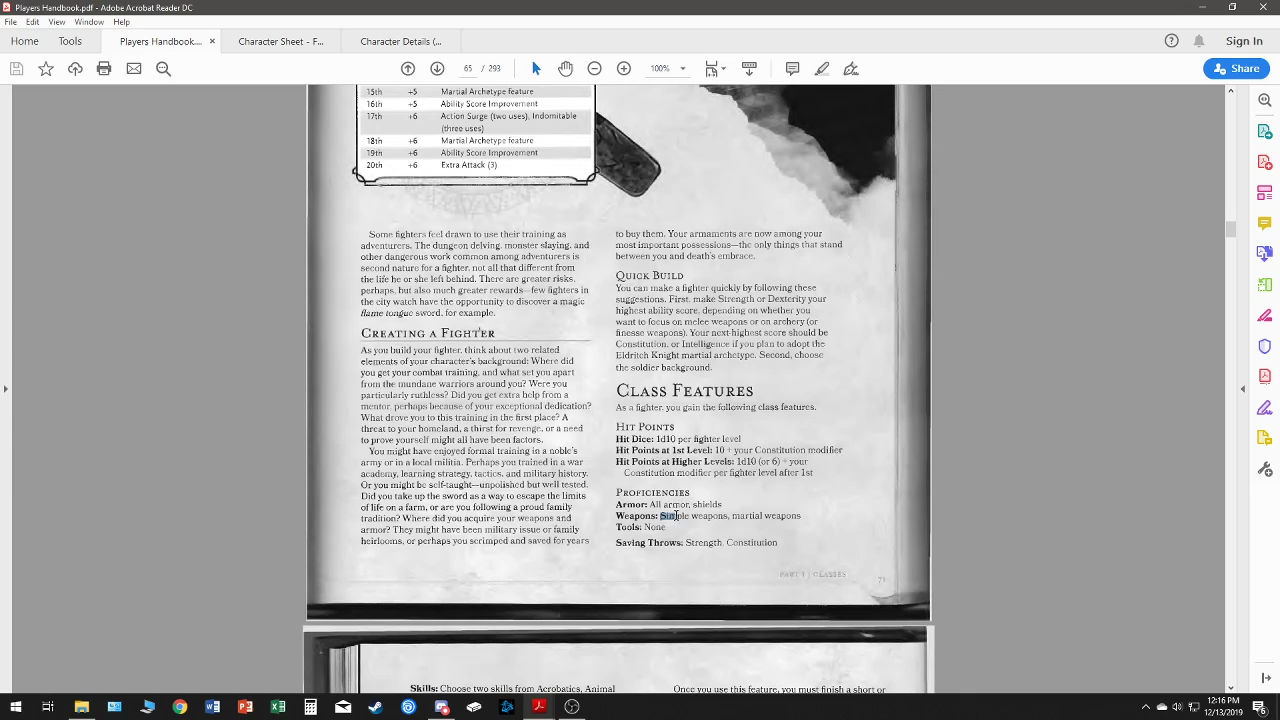 Players Handbook.pdf - Adobe Acrobat Reader DC
File Edit View Window Help
Home Tools Players Handbook.... × Character Sheet - F... Character Details (...
Sign In
65 / 293
100%
Share
15th +5 Martial Archetype feature
16th +5 Ability Score Improvement
17th +6 Action Surge (two uses), Indomitable
(three uses)
18th +6 Martial Archetype feature
19th +6 Ability Score Improvement
20th +6 Extra Attack (3)
Some fighters feel drawn to use their training as
adventurers. The dungeon delving, monster slaying, and
other dangerous work common among adventurers is
second nature for a fighter, not all that different from
the life he or she left behind. There are greater risks,
perhaps, but also much greater rewards—few fighters in
the city watch have the opportunity to discover a magic
flame tongue sword, for example.
Creating a Fighter
As you build your fighter, think about two related
elements of your character's background: Where did
you get your combat training, and what set you apart
from the mundane warriors around you? Were you
particularly ruthless? Did you get extra help from a
mentor, perhaps because of your exceptional dedication?
What drove you to this training in the first place? A
threat to your homeland, a thirst for revenge, or a need
to prove yourself might all have been factors.
You might have enjoyed formal training in a noble's
army or in a local militia. Perhaps you trained in a war
academy, learning strategy, tactics, and military history.
Or you might be self-taught—unpolished but well tested.
Did you take up the sword as a way to escape the limits
of life on a farm, or are you following a proud family
tradition? Where did you acquire your weapons and
armor? They might have been military issue or family
heirlooms, or perhaps you scrimped and saved for years
to buy them. Your armaments are now among your
most important possessions—the only things that stand
between you and death's embrace.
Quick Build
You can make a fighter quickly by following these
suggestions. First, make Strength or Dexterity your
highest ability score, depending on whether you
want to focus on melee weapons or on archery (or
finesse weapons). Your next-highest score should be
Constitution, or Intelligence if you plan to adopt the
Eldritch Knight martial archetype. Second, choose
the soldier background.
Class Features
As a fighter, you gain the following class features.
Hit Points
Hit Dice: 1d10 per fighter level
Hit Points at 1st Level: 10 + your Constitution modifier
Hit Points at Higher Levels: 1d10 (or 6) + your
Constitution modifier per fighter level after 1st
Proficiencies
Armor: All armor, shields
Weapons: Simple weapons, martial weapons
Tools: None
Saving Throws: Strength, Constitution
PART 1 | CLASSES
71
Skills: Choose two skills from Acrobatics, Animal
Once you use this feature, you must finish a short or
12:16 PM
12/13/2019